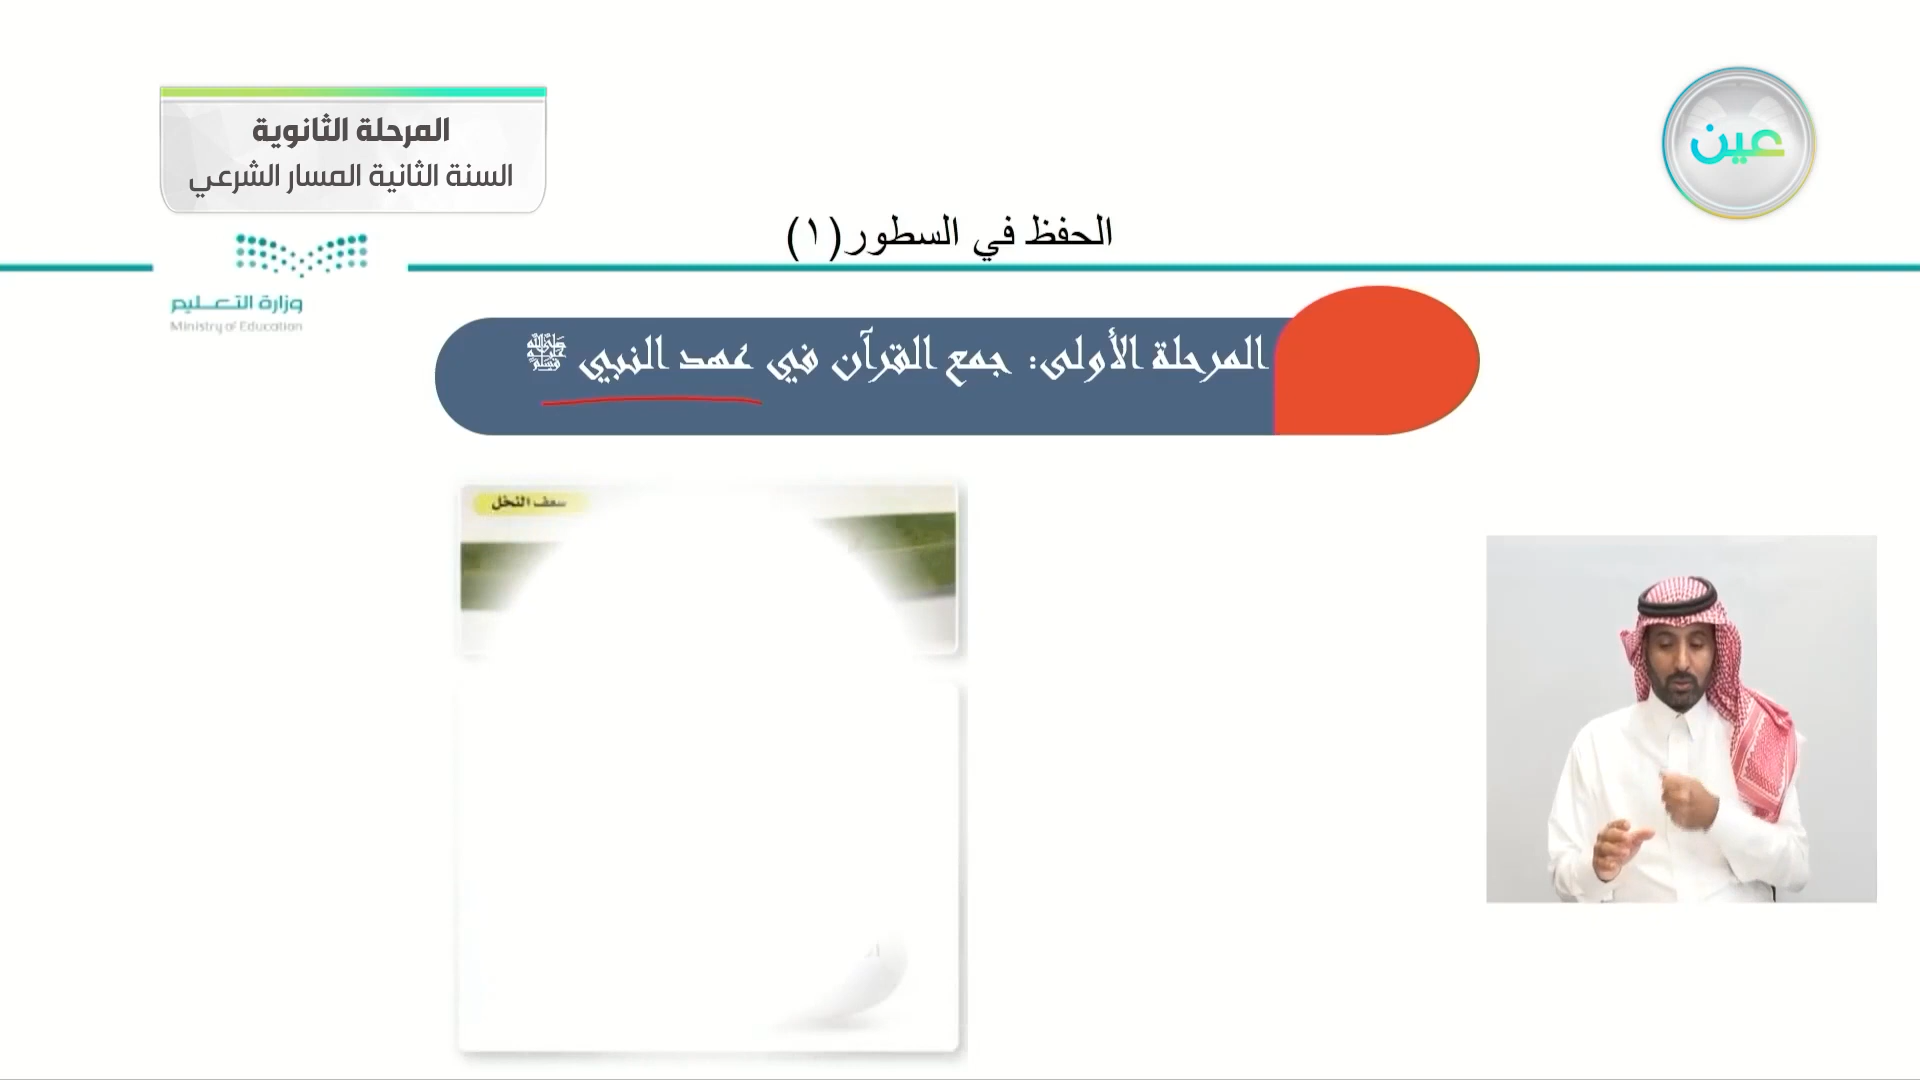 المرحلة الثانوية
السنة الثانية المسار الشرعي
عين
الحفظ في السطور(١)
وزارة التعليم
Ministry of Education
المرحلة الأولى: جمع القرآن في عهد النبي ﷺ
سعف النخل